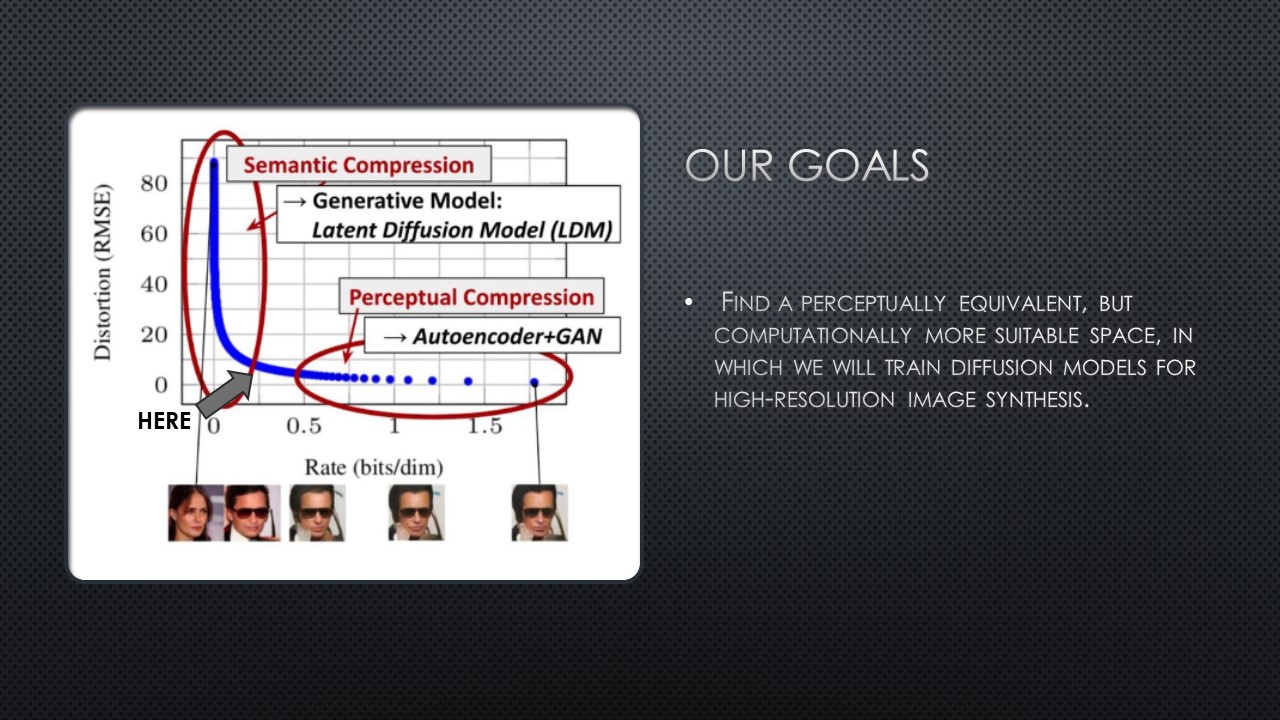 Semantic Compression
→ Generative Model:
Latent Diffusion Model (LDM)
Perceptual Compression
→ Autoencoder+GAN
Distortion (RMSE)
80
60
40
20
0
HERE
0 0.5 1 1.5
Rate (bits/dim)
OUR GOALS
• FIND A PERCEPTUALLY EQUIVALENT, BUT
COMPUTATIONALLY MORE SUITABLE SPACE, IN
WHICH WE WILL TRAIN DIFFUSION MODELS FOR
HIGH-RESOLUTION IMAGE SYNTHESIS.